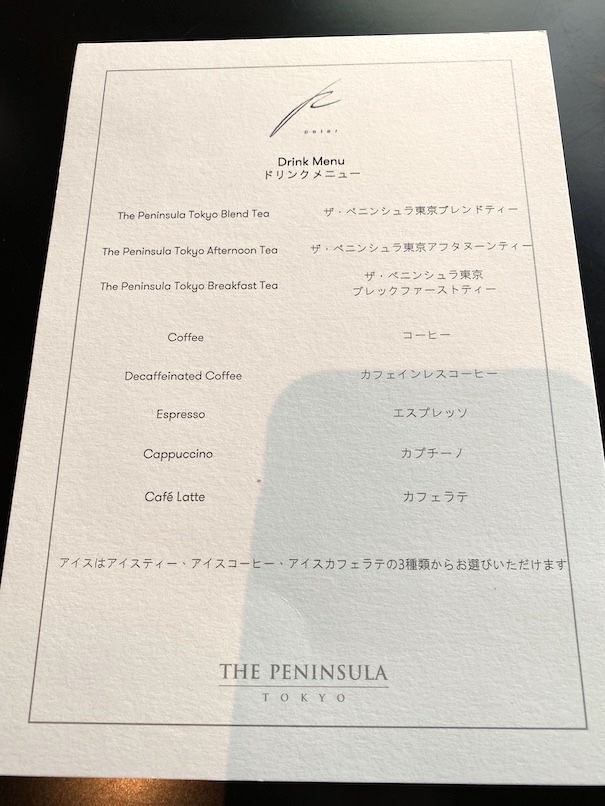 peter
Drink Menu
ドリンクメニュー
The Peninsula Tokyo Blend Tea ザ・ペニンシュラ東京ブレンドティー
The Peninsula Tokyo Afternoon Tea ザ・ペニンシュラ東京アフタヌーンティー
The Peninsula Tokyo Breakfast Tea ザ・ペニンシュラ東京
ブレックファーストティー
Coffee コーヒー
Decaffeinated Coffee カフェインレスコーヒー
Espresso エスプレッソ
Cappuccino カプチーノ
Café Latte カフェラテ
アイスはアイスティー、アイスコーヒー、アイスカフェラテの3種類からお選びいただけます
THE PENINSULA
TOKYO